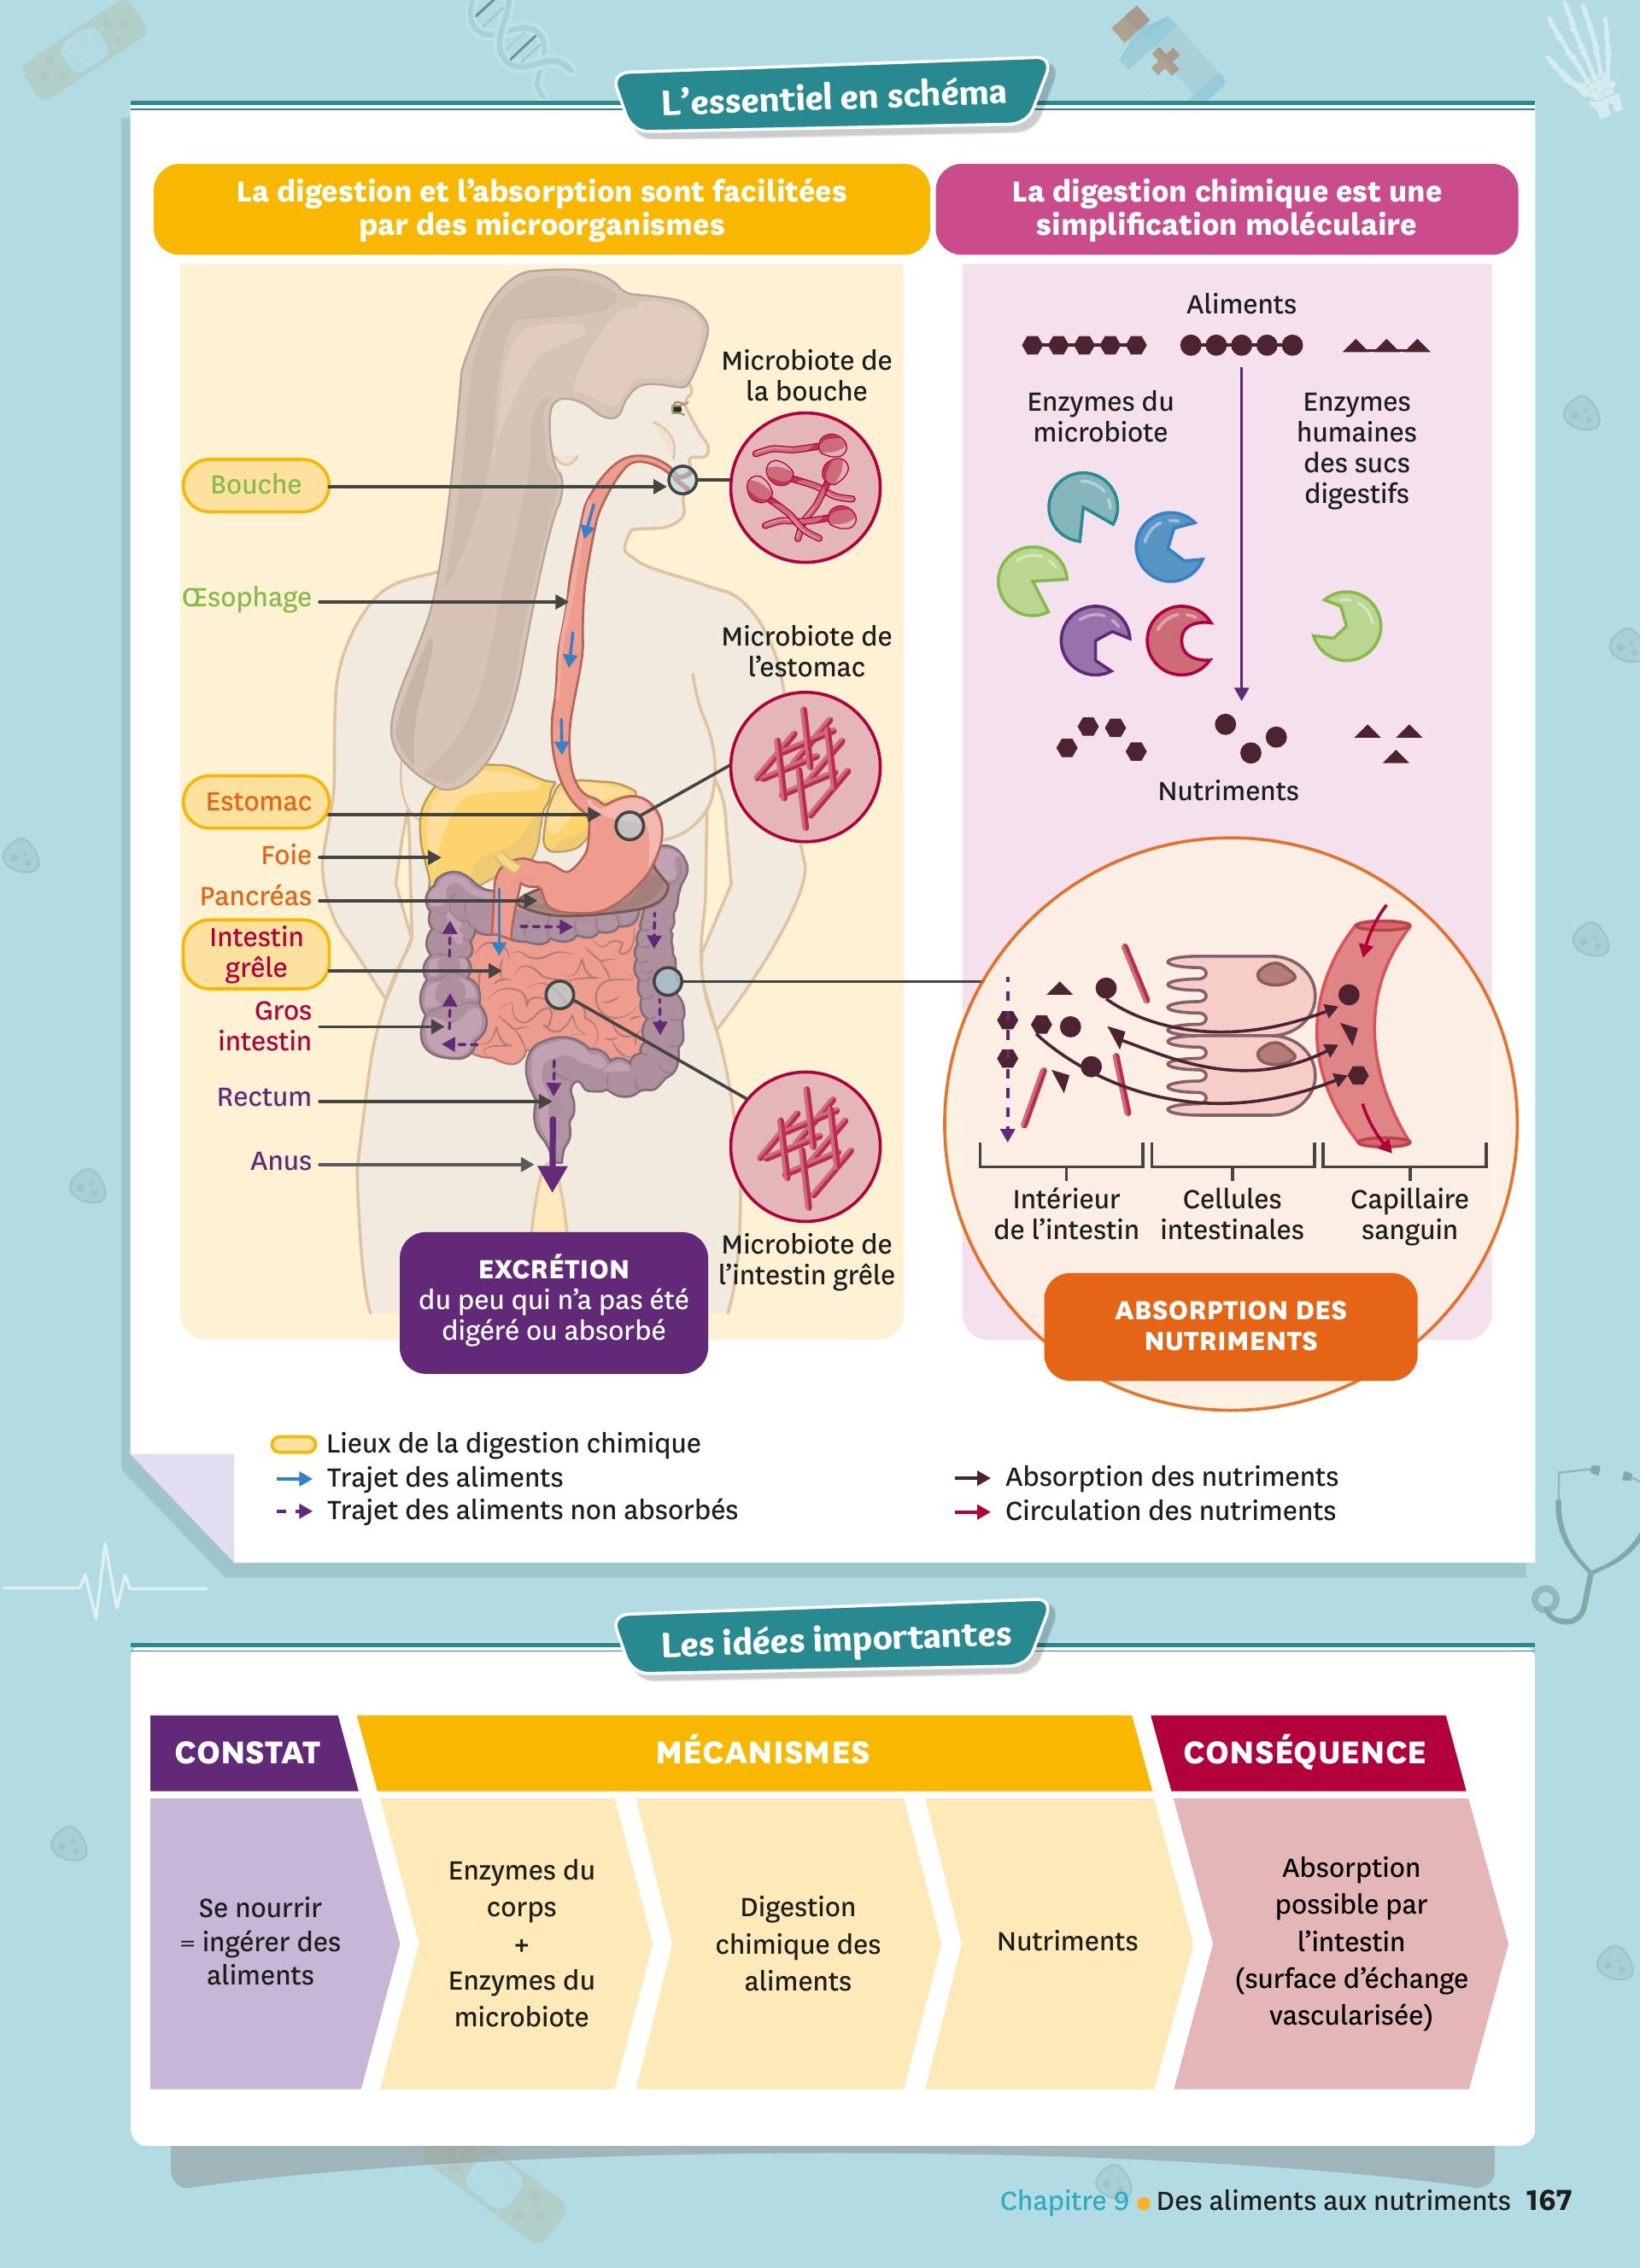 L'essentiel en schéma
La digestion et l'absorption sont facilitées
par des microorganismes
Microbiote de
la bouche
Bouche
Œsophage
Microbiote de
l'estomac
Estomac
Foie
Pancréas
Intestin
grêle
Gros
intestin
Rectum
Anus
Microbiote de
l'intestin grêle
EXCRÉTION
du peu qui n'a pas été
digéré ou absorbé
La digestion chimique est une
simplification moléculaire
Aliments
Enzymes du
microbiote
Enzymes
humaines
des sucs
digestifs
Nutriments
Intérieur
de l'intestin
Cellules
intestinales
Capillaire
sanguin
ABSORPTION DES
NUTRIMENTS
Lieux de la digestion chimique
Trajet des aliments
Trajet des aliments non absorbés
Absorption des nutriments
Circulation des nutriments
Les idées importantes
CONSTAT
MÉCANISMES
CONSÉQUENCE
Se nourrir
= ingérer des
aliments
Enzymes du
corps
+
Enzymes du
microbiote
Digestion
chimique des
aliments
Nutriments
Absorption
possible par
l'intestin
(surface d'échange
vascularisée)
Chapitre 9 ● Des aliments aux nutriments 167